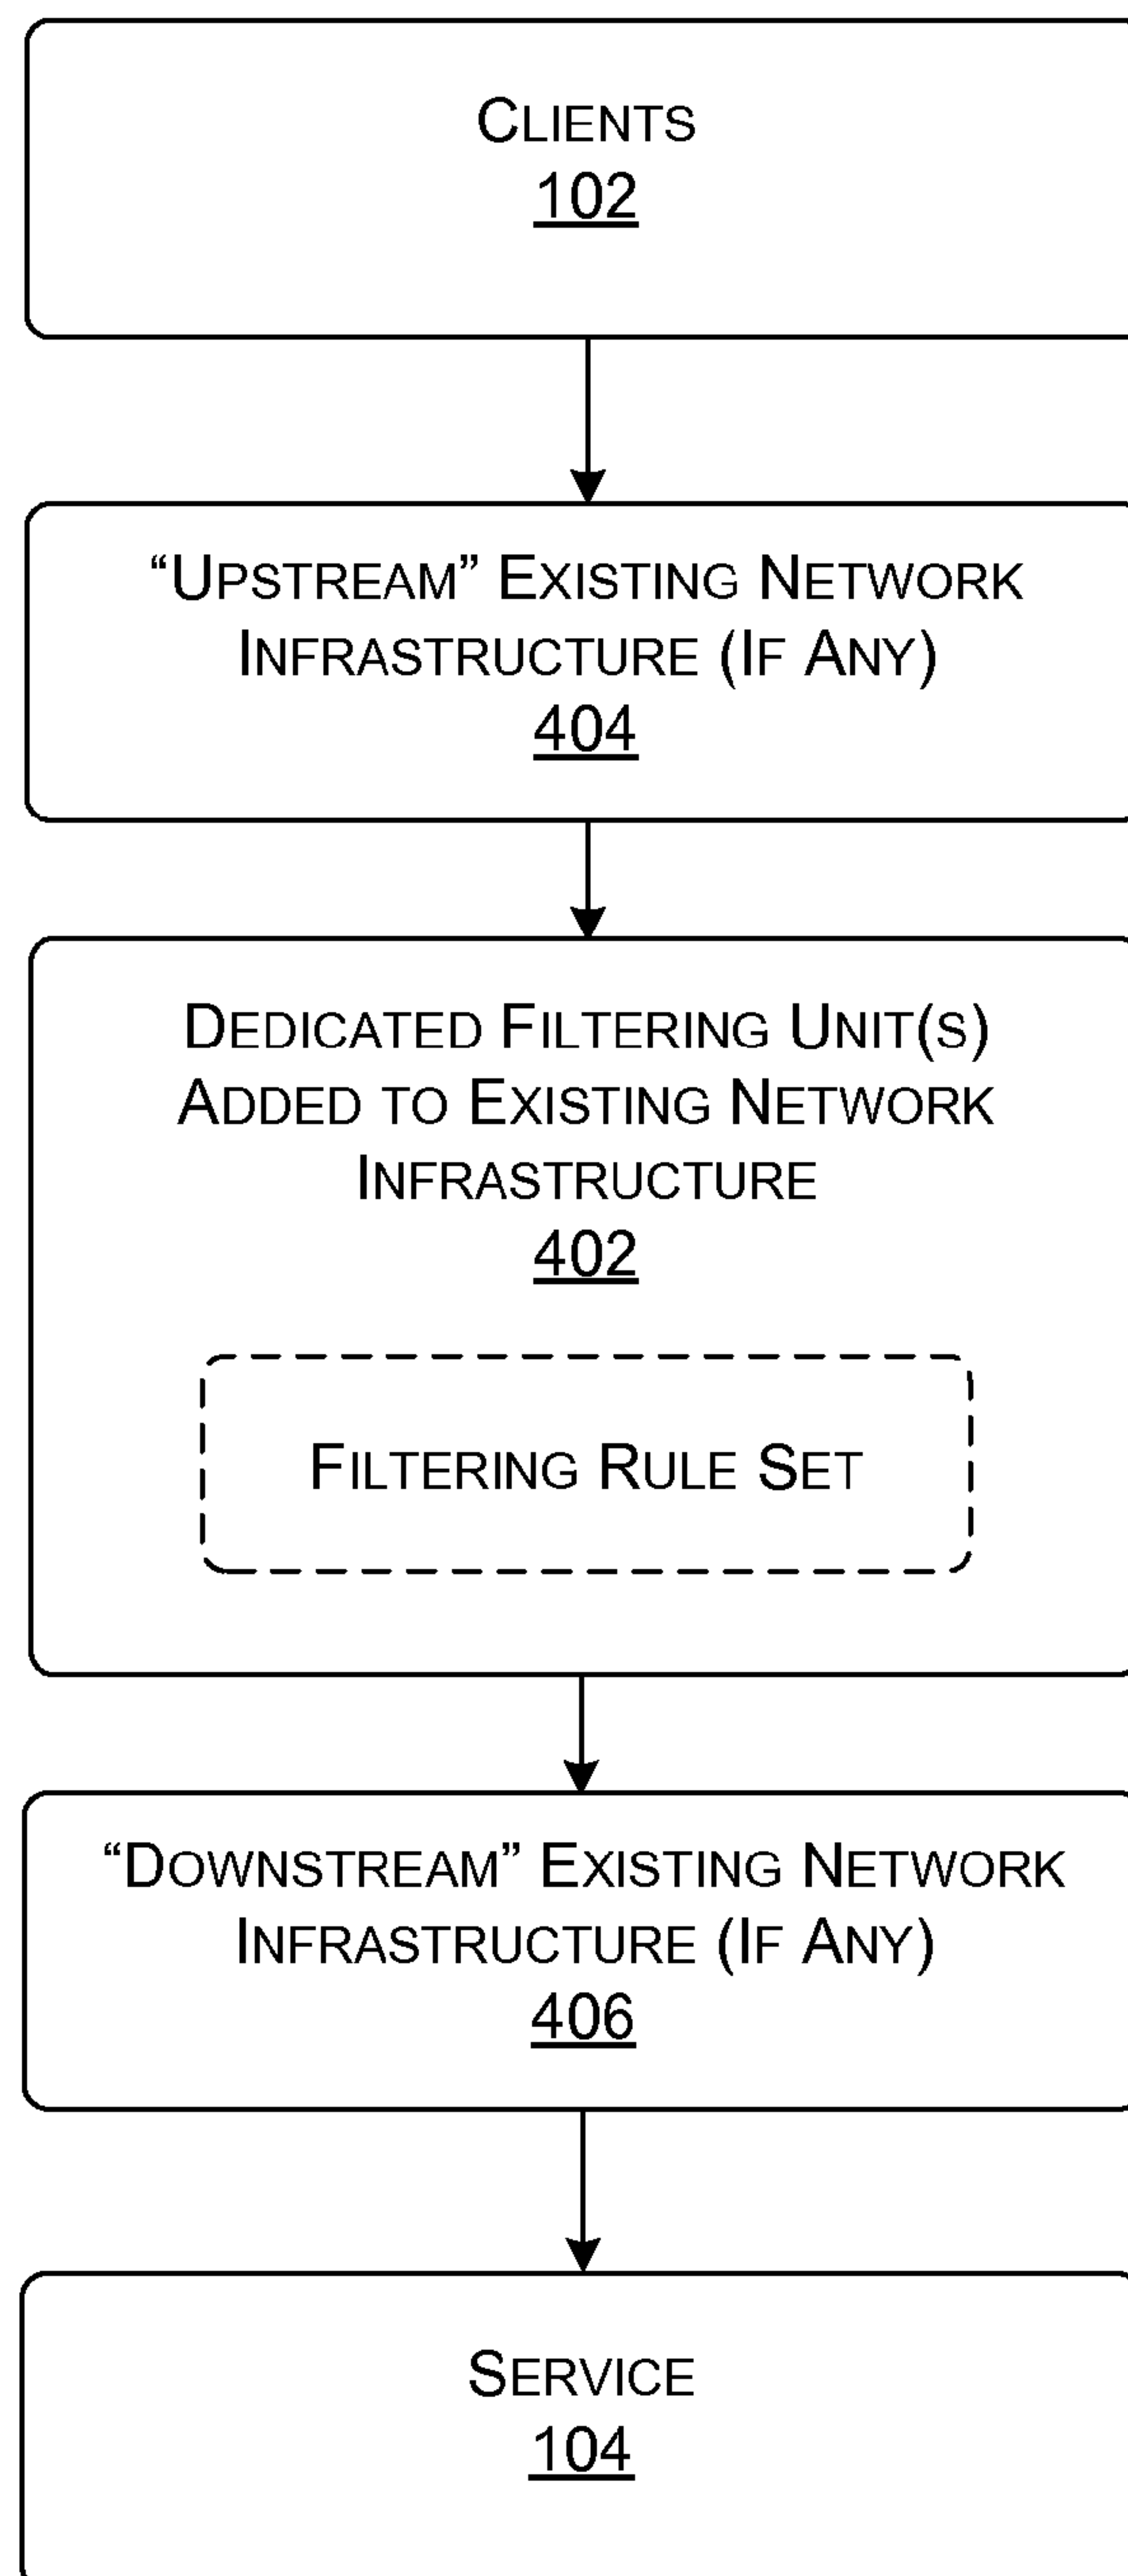 CLIENTS
102
“UPSTREAM” EXISTING NETWORK
INFRASTRUCTURE (IF ANY)
404
DEDICATED FILTERING UNIT(S)
ADDED TO EXISTING NETWORK
INFRASTRUCTURE
402
FILTERING RULE SET
“DOWNSTREAM” EXISTING NETWORK
INFRASTRUCTURE (IF ANY)
406
SERVICE
104